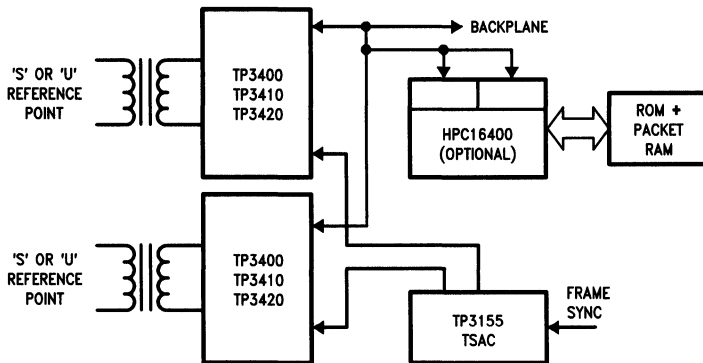 BACKPLANE
'S' OR 'U'
REFERENCE
POINT
TP3400
TP3410
TP3420
HPC16400
(OPTIONAL)
ROM +
PACKET
RAM
'S' OR 'U'
REFERENCE
POINT
TP3400
TP3410
TP3420
TP3155
TSAC
FRAME
SYNC